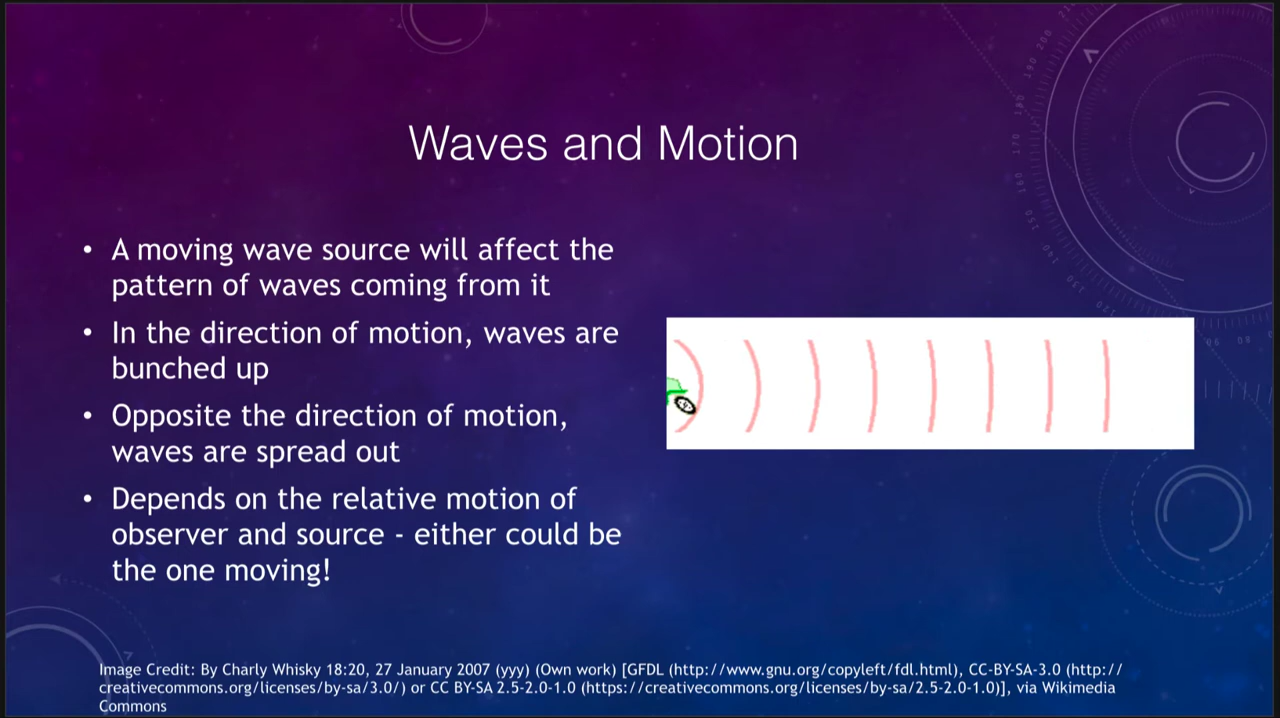 Waves and Motion
• A moving wave source will affect the
pattern of waves coming from it
• In the direction of motion, waves are
bunched up
• Opposite the direction of motion,
waves are spread out
• Depends on the relative motion of
observer and source - either could be
the one moving!
Image Credit: By Charly Whisky 18:20, 27 January 2007 (yyy) (Own work) [GFDL (http://www.gnu.org/copyleft/fdl.html), CC-BY-SA-3.0 (http://
creativecommons.org/licenses/by-sa/3.0/) or CC BY-SA 2.5-2.0-1.0 (https://creativecommons.org/licenses/by-sa/2.5-2.0-1.0)], via Wikimedia
Commons